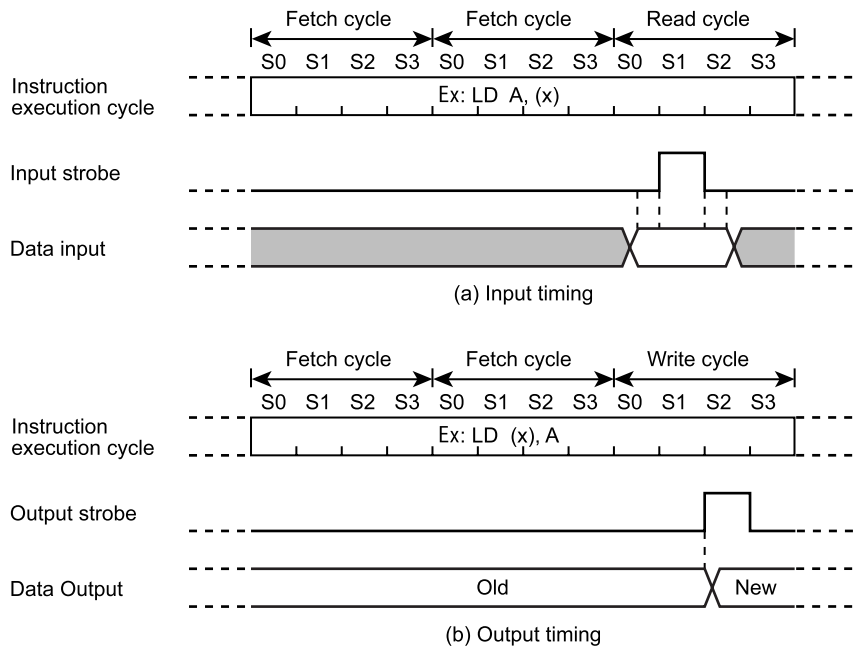 Fetch cycle Fetch cycle Read cycle
S0 S1 S2 S3 S0 S1 S2 S3 S0 S1 S2 S3
Instruction
execution cycle
Ex: LD A, (x)
Input strobe
Data input
(a) Input timing
Fetch cycle Fetch cycle Write cycle
S0 S1 S2 S3 S0 S1 S2 S3 S0 S1 S2 S3
Instruction
execution cycle
Ex: LD (x), A
Output strobe
Data Output Old New
(b) Output timing